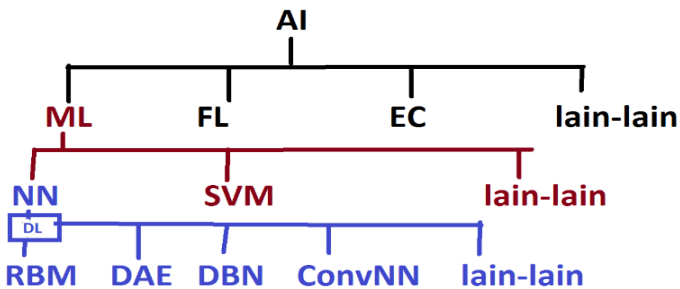 AI
ML FL EC lain-lain
NN SVM lain-lain
DL
RBM DAE DBN ConvNN lain-lain